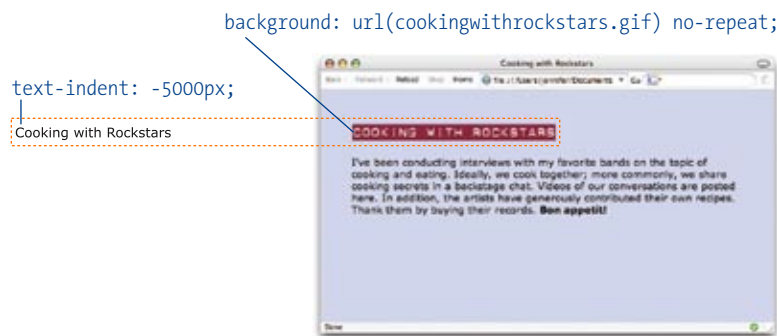 background: url(cookingwithrockstars.gif) no-repeat;
Cooking with Rockstars
Back Forward Reload Stop Home file:///Users/jennifer/Documents Go
text-indent: -5000px;
Cooking with Rockstars
COOKING WITH ROCKSTARS
I've been conducting interviews with my favorite bands on the topic of
cooking and eating. Ideally, we cook together; more commonly, we share
cooking secrets in a backstage chat. Videos of our conversations are posted
here. In addition, the artists have generously contributed their own recipes.
Thank them by buying their records. Bon appetit!
Done